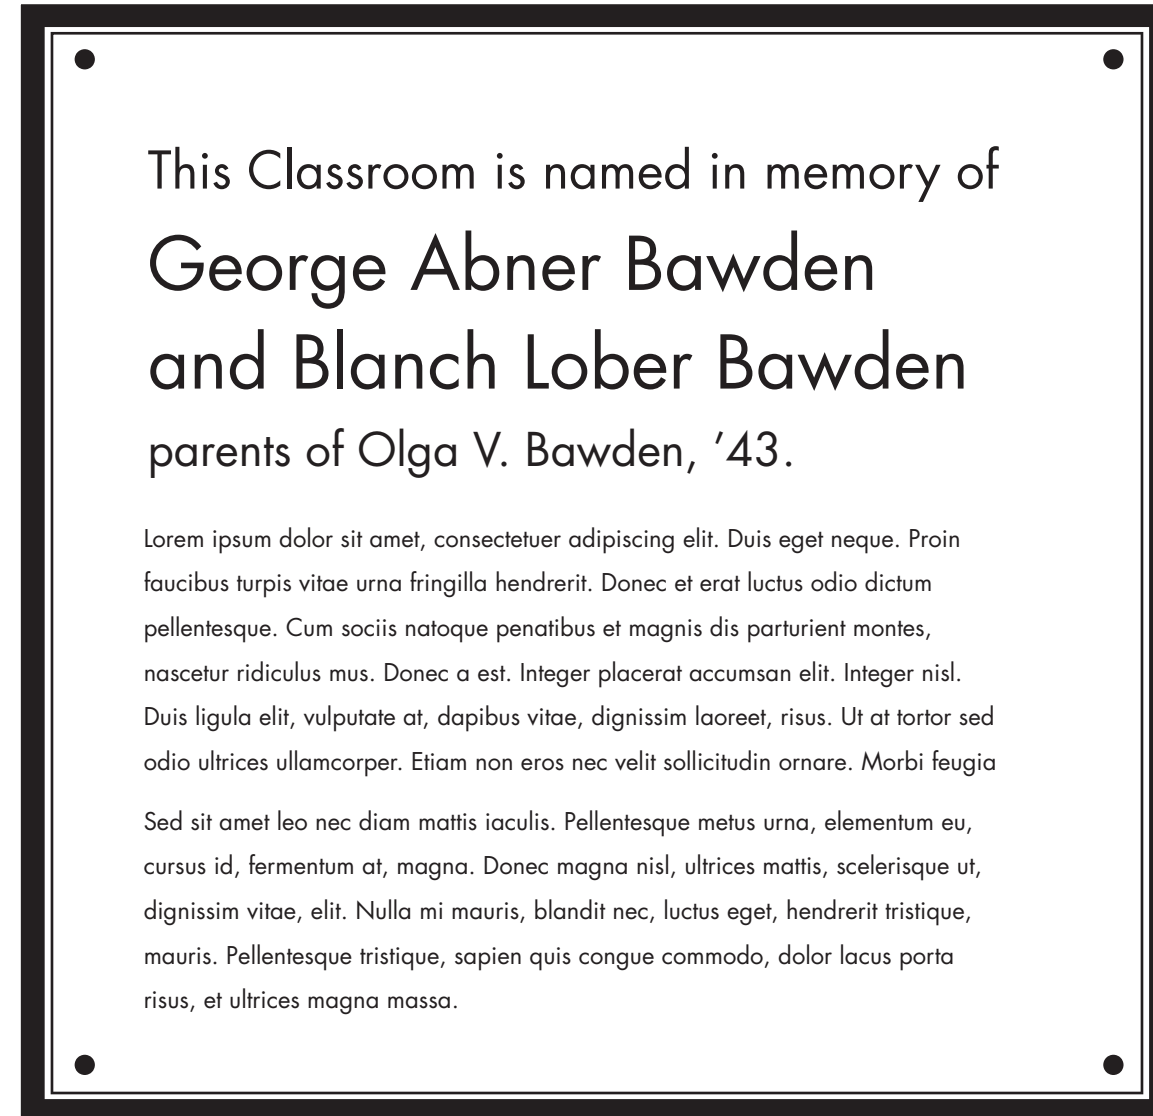 This Classroom is named in memory of
George Abner Bawden
and Blanch Lober Bawden
parents of Olga V. Bawden, ’43.
Lorem ipsum dolor sit amet, consectetuer adipiscing elit. Duis eget neque. Proin
faucibus turpis vitae urna fringilla hendrerit. Donec et erat luctus odio dictum
pellentesque. Cum sociis natoque penatibus et magnis dis parturient montes,
nascetur ridiculus mus. Donec a est. Integer placerat accumsan elit. Integer nisl.
Duis ligula elit, vulputate at, dapibus vitae, dignissim laoreet, risus. Ut at tortor sed
odio ultrices ullamcorper. Etiam non eros nec velit sollicitudin ornare. Morbi feugia
Sed sit amet leo nec diam mattis iaculis. Pellentesque metus urna, elementum eu,
cursus id, fermentum at, magna. Donec magna nisl, ultrices mattis, scelerisque ut,
dignissim vitae, elit. Nulla mi mauris, blandit nec, luctus eget, hendrerit tristique,
mauris. Pellentesque tristique, sapien quis congue commodo, dolor lacus porta
risus, et ultrices magna massa.